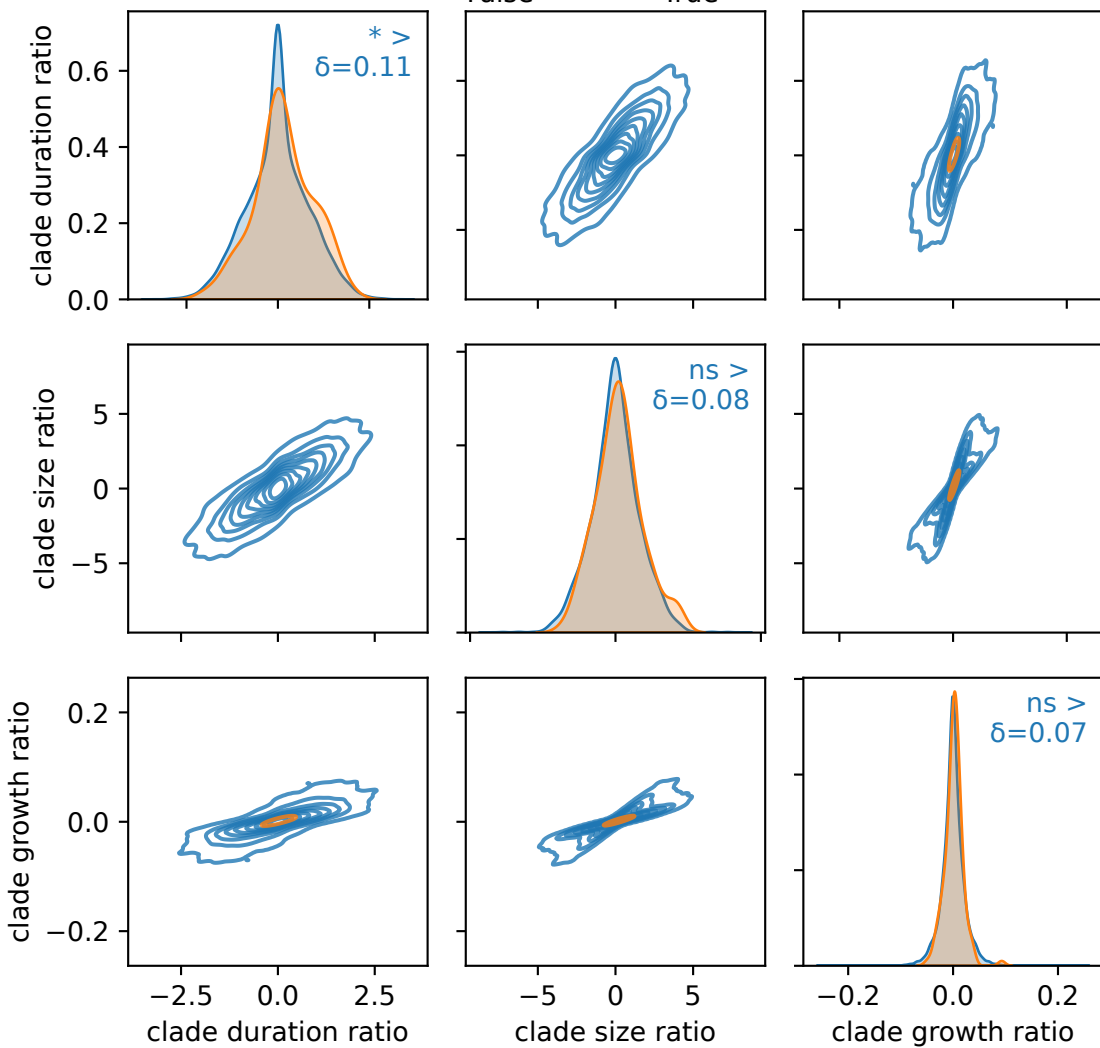 clade duration ratio
0.6
0.4
0.2
0.0
* >
δ=0.11
clade size ratio
5
0
−5
ns >
δ=0.08
clade growth ratio
0.2
0.0
−0.2
ns >
δ=0.07
−2.5 0.0 2.5
−5 0 5
−0.2 0.0 0.2
clade duration ratio
clade size ratio
clade growth ratio